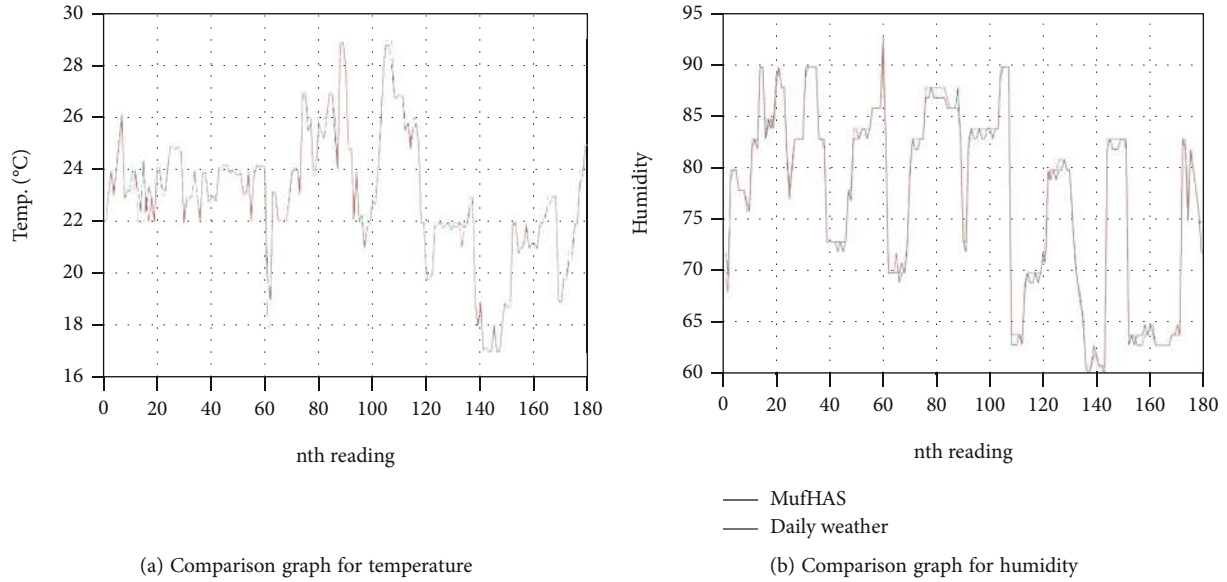 30
28
26
24
22
20
18
16
Temp. (°C)
0 20 40 60 80 100 120 140 160 180
nth reading
(a) Comparison graph for temperature
95
90
85
80
75
70
65
60
Humidity
0 20 40 60 80 100 120 140 160 180
nth reading
MufHAS
Daily weather
(b) Comparison graph for humidity